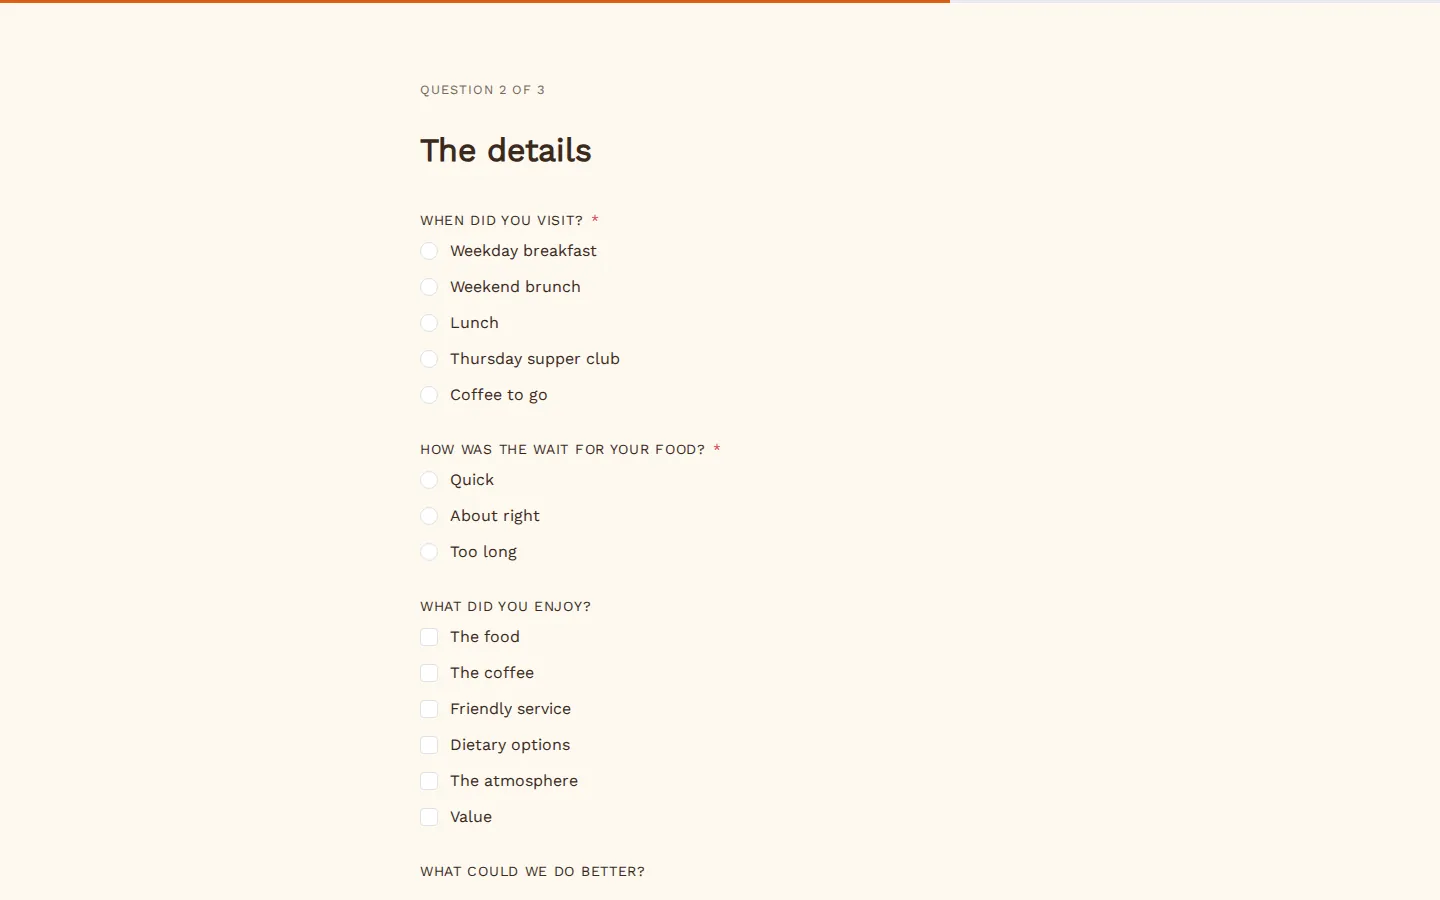 QUESTION 2 OF 3
The details
WHEN DID YOU VISIT? *
Weekday breakfast
Weekend brunch
Lunch
Thursday supper club
Coffee to go
HOW WAS THE WAIT FOR YOUR FOOD? *
Quick
About right
Too long
WHAT DID YOU ENJOY?
The food
The coffee
Friendly service
Dietary options
The atmosphere
Value
WHAT COULD WE DO BETTER?